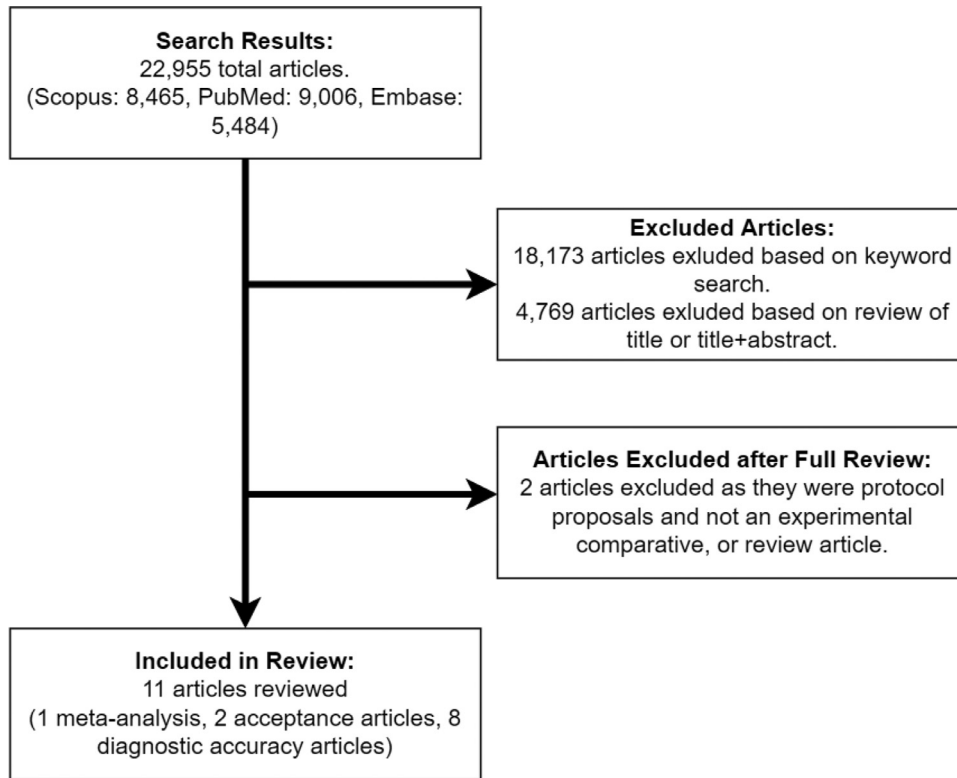 Search Results:
22,955 total articles.
(Scopus: 8,465, PubMed: 9,006, Embase:
5,484)
Excluded Articles:
18,173 articles exluded based on keyword
search.
4,769 articles exluded based on review of
title or title+abstract.
Articles Excluded after Full Review:
2 articles excluded as they were protocol
proposals and not an experimental
comparative, or review article.
Included in Review:
11 articles reviewed
(1 meta-analysis, 2 acceptance articles, 8
diagnostic accuracy articles)